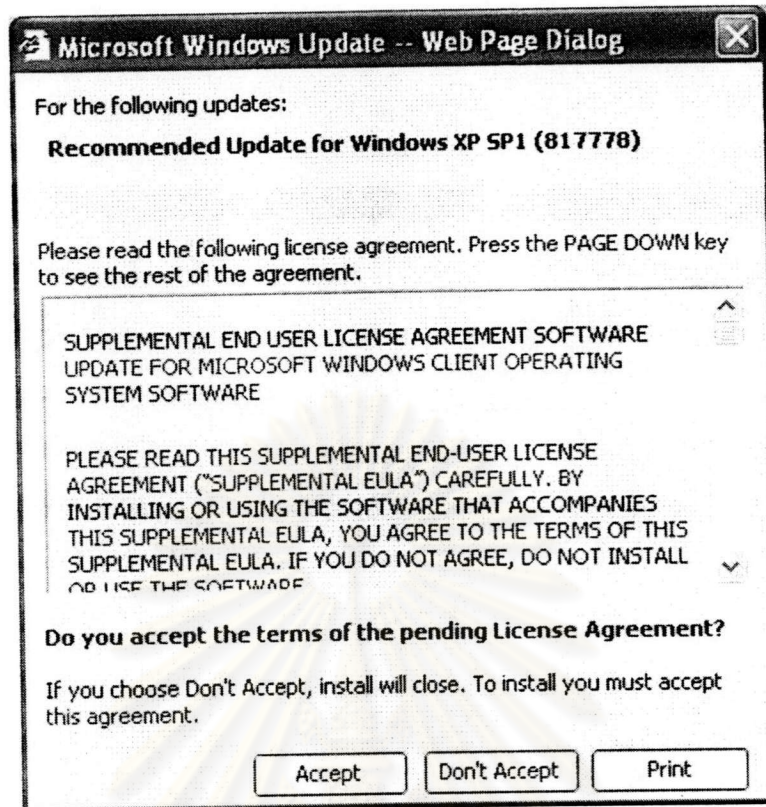 Microsoft Windows Update -- Web Page Dialog
For the following updates:
Recommended Update for Windows XP SP1 (817778)
Please read the following license agreement. Press the PAGE DOWN key
to see the rest of the agreement.
SUPPLEMENTAL END USER LICENSE AGREEMENT SOFTWARE
UPDATE FOR MICROSOFT WINDOWS CLIENT OPERATING
SYSTEM SOFTWARE
PLEASE READ THIS SUPPLEMENTAL END-USER LICENSE
AGREEMENT ("SUPPLEMENTAL EULA") CAREFULLY. BY
INSTALLING OR USING THE SOFTWARE THAT ACCOMPANIES
THIS SUPPLEMENTAL EULA, YOU AGREE TO THE TERMS OF THIS
SUPPLEMENTAL EULA. IF YOU DO NOT AGREE, DO NOT INSTALL
OR USE THE SOFTWARE
Do you accept the terms of the pending License Agreement?
If you choose Don't Accept, install will close. To install you must accept
this agreement.
Accept
Don't Accept
Print